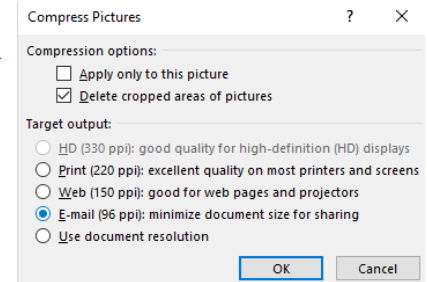 Compress Pictures ? ×
Compression options:
Apply only to this picture
Delete cropped areas of pictures
Target output:
HD (330 ppi): good quality for high-definition (HD) displays
Print (220 ppi): excellent quality on most printers and screens
Web (150 ppi): good for web pages and projectors
E-mail (96 ppi): minimize document size for sharing
Use document resolution
OK Cancel